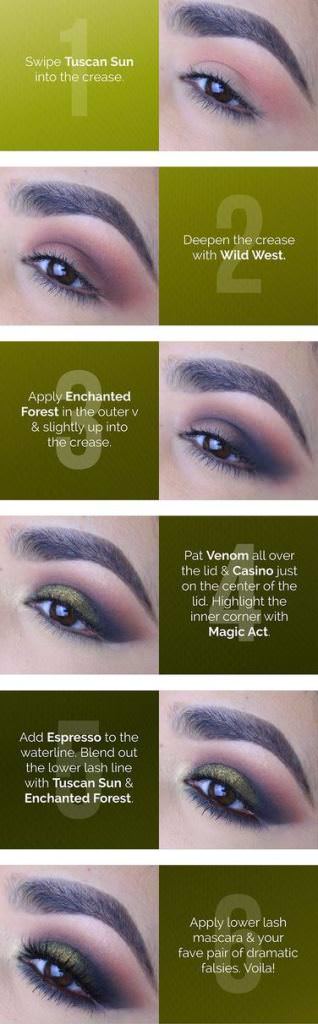 1
Swipe Tuscan Sun
into the crease.
2
Deepen the crease
with Wild West.
3
Apply Enchanted
Forest in the outer v
& slightly up into
the crease.
4
Pat Venom all over
the lid & Casino just
on the center of the
lid. Highlight the
inner corner with
Magic Act.
5
Add Espresso to the
waterline. Blend out
the lower lash line
with Tuscan Sun &
Enchanted Forest.
6
Apply lower lash
mascara & your
fave pair of dramatic
falsies. Voila!